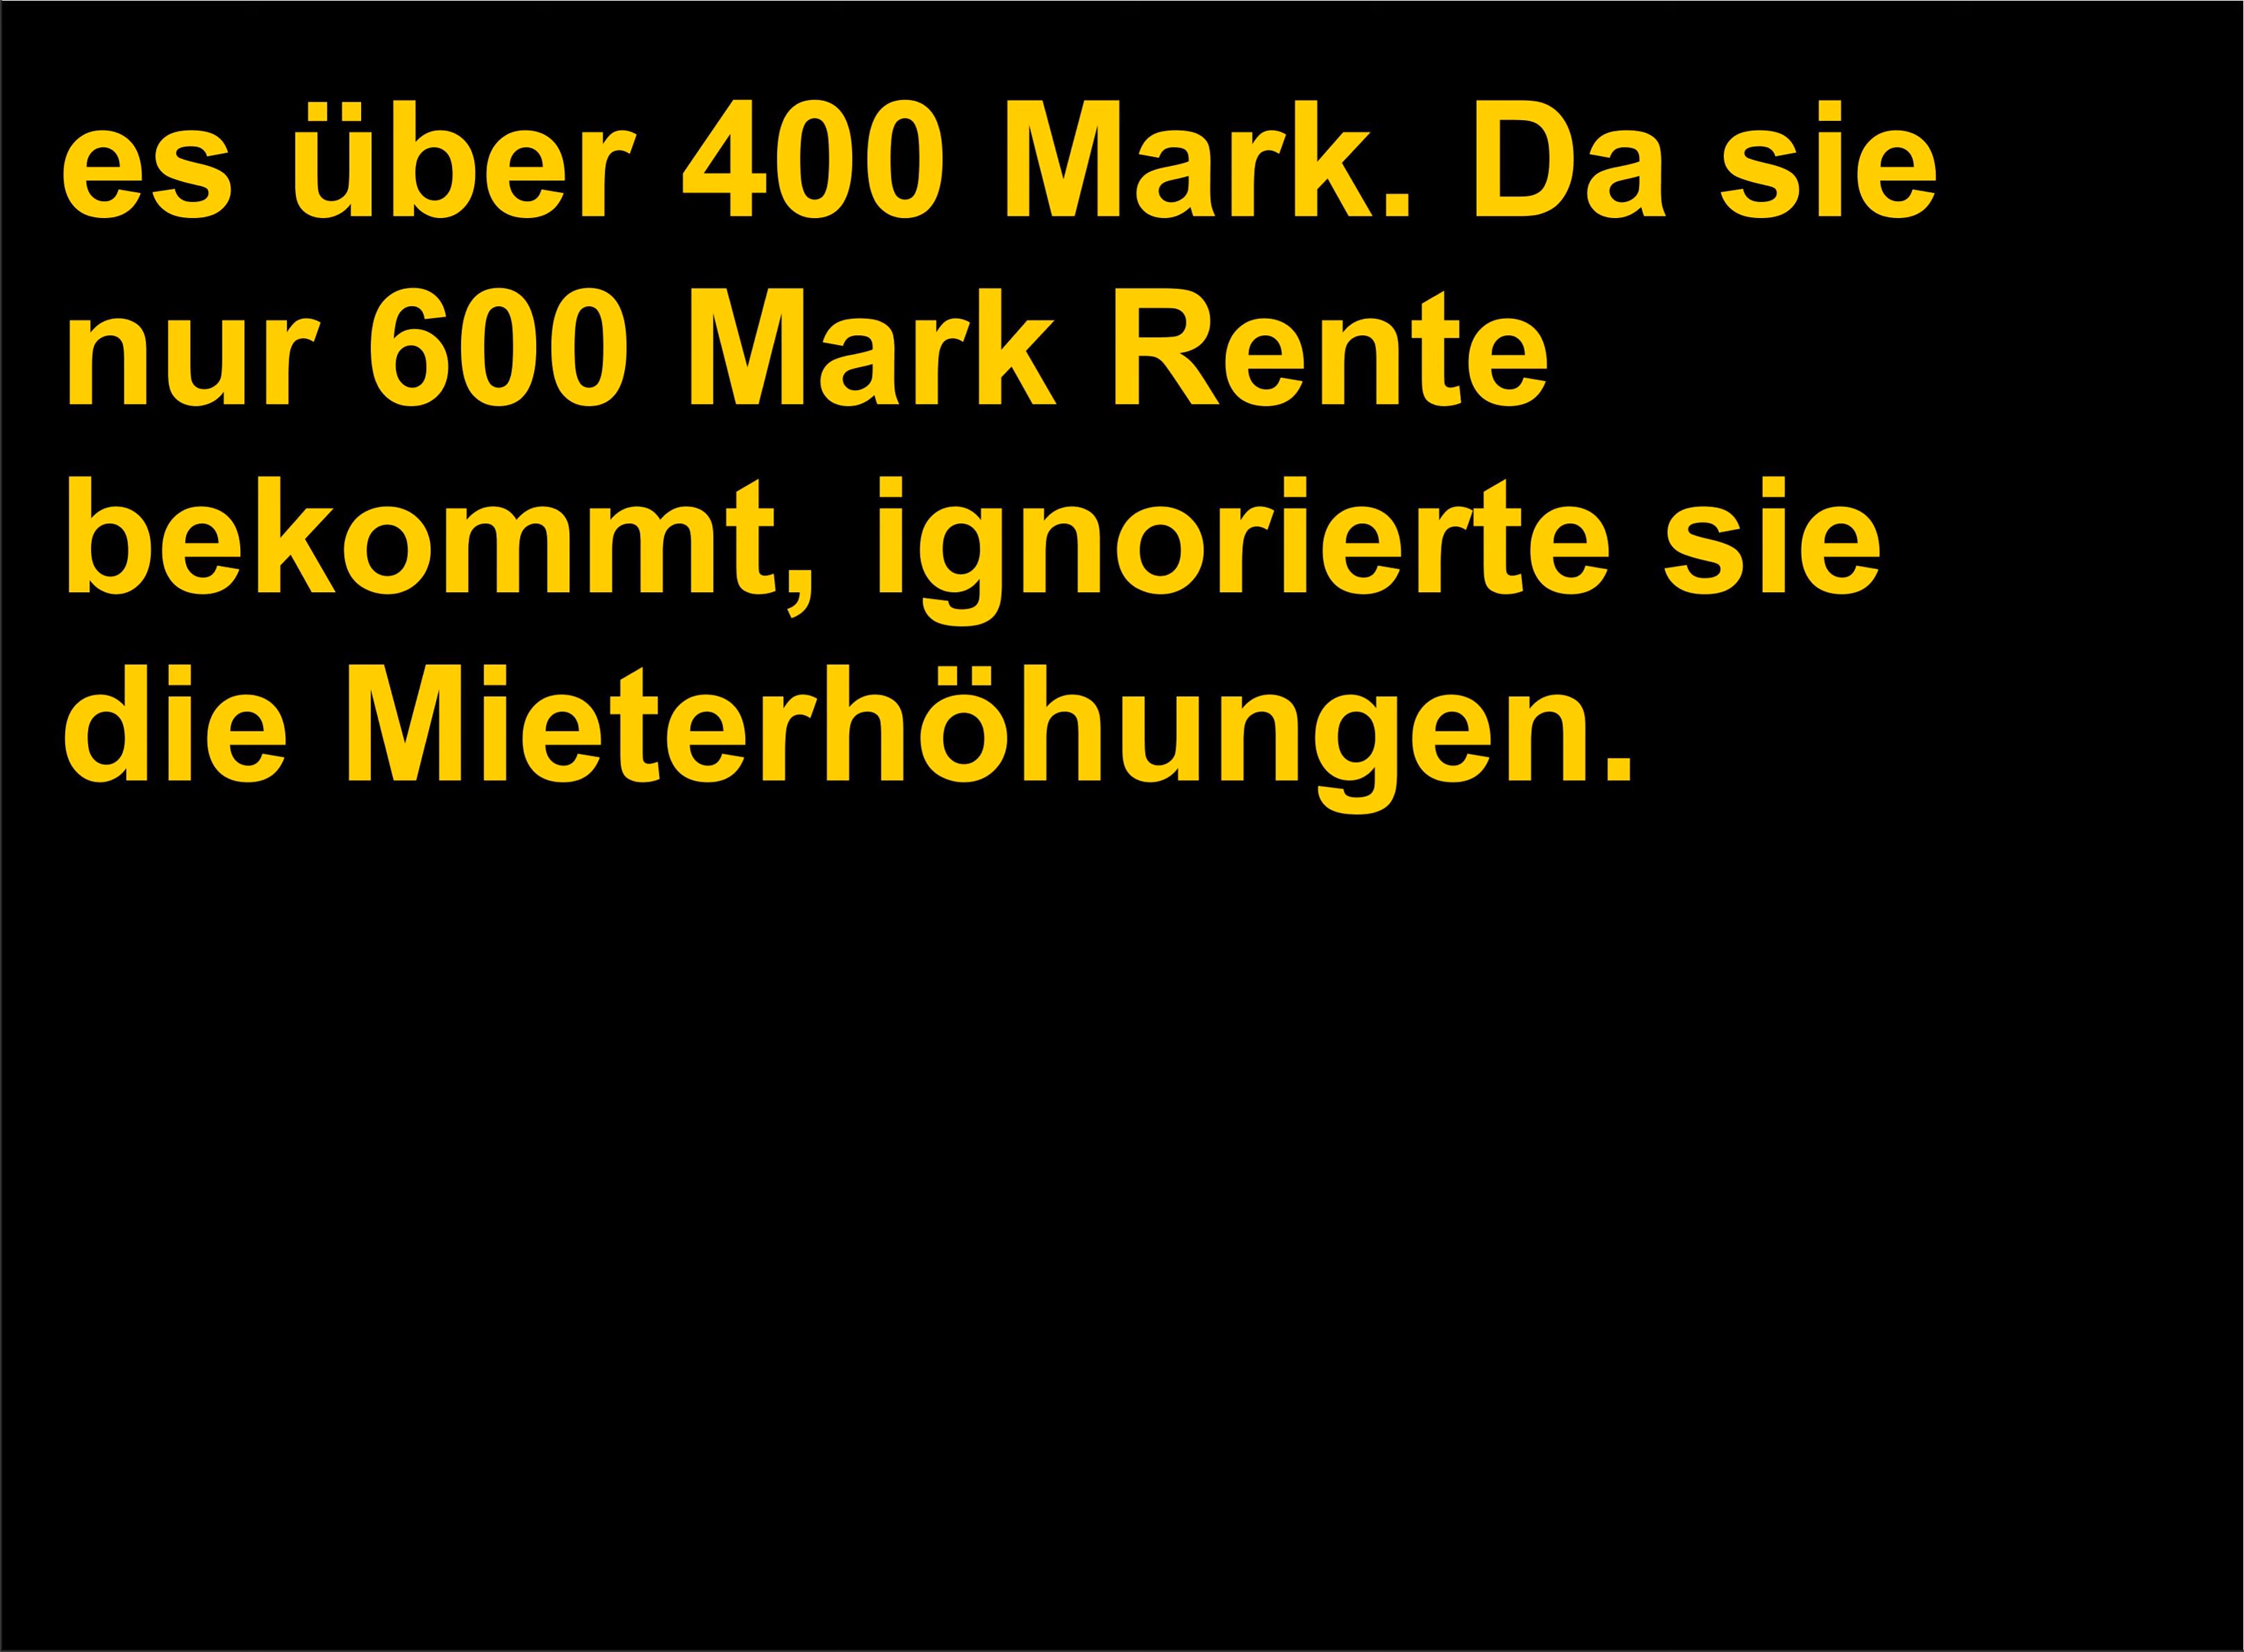 es über 400 Mark. Da sie
nur 600 Mark Rente
bekommt, ignorierte sie
die Mieterhöhungen.